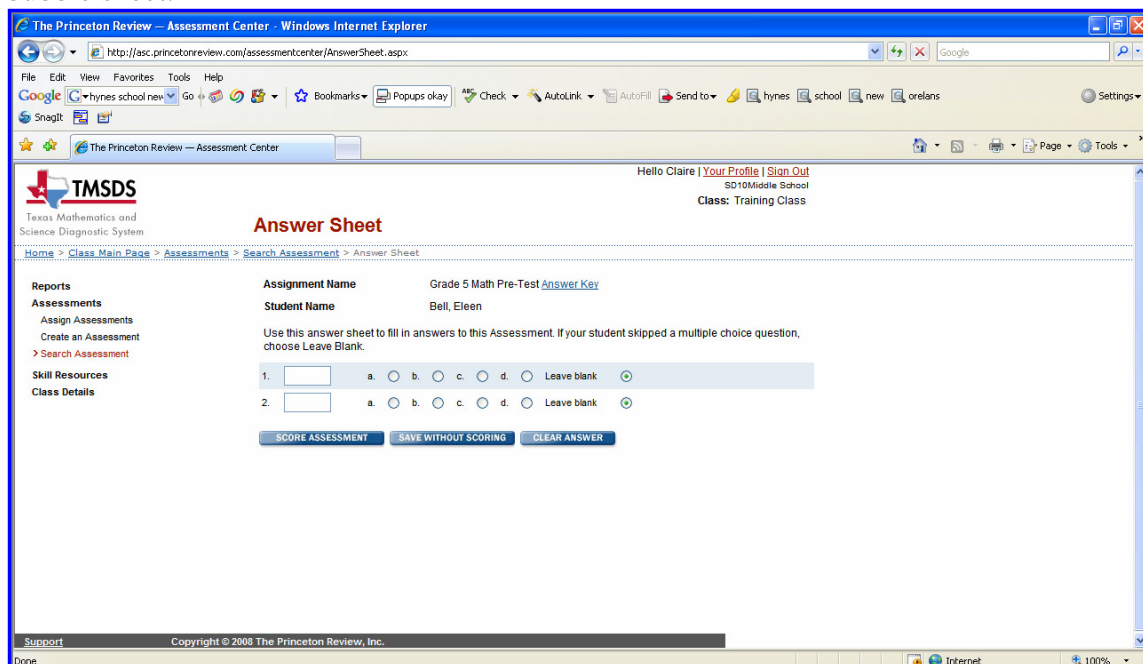 The Princeton Review — Assessment Center - Windows Internet Explorer
http://asc.princetonreview.com/assessmentcenter/AnswerSheet.aspx
Google
File Edit View Favorites Tools Help
Google G hynes school new Go Bookmarks Popups okay ABC Check AutoLink AutoFill Send to hynes school new orelans Settings
SnagIt
The Princeton Review — Assessment Center
Page Tools
Hello Claire | Your Profile | Sign Out
SD10Middle School
Class: Training Class
TMSDS
Texas Mathematics and
Science Diagnostic System
Answer Sheet
Home > Class Main Page > Assessments > Search Assessment > Answer Sheet
Reports
Assessments
Assign Assessments
Create an Assessment
> Search Assessment
Skill Resources
Class Details
Assignment Name Grade 5 Math Pre-Test Answer Key
Student Name Bell, Eleen
Use this answer sheet to fill in answers to this Assessment. If your student skipped a multiple choice question,
choose Leave Blank.
1. a. b. c. d. Leave blank
2. a. b. c. d. Leave blank
SCORE ASSESSMENT SAVE WITHOUT SCORING CLEAR ANSWER
Support Copyright © 2008 The Princeton Review, Inc.
Done Internet 100%